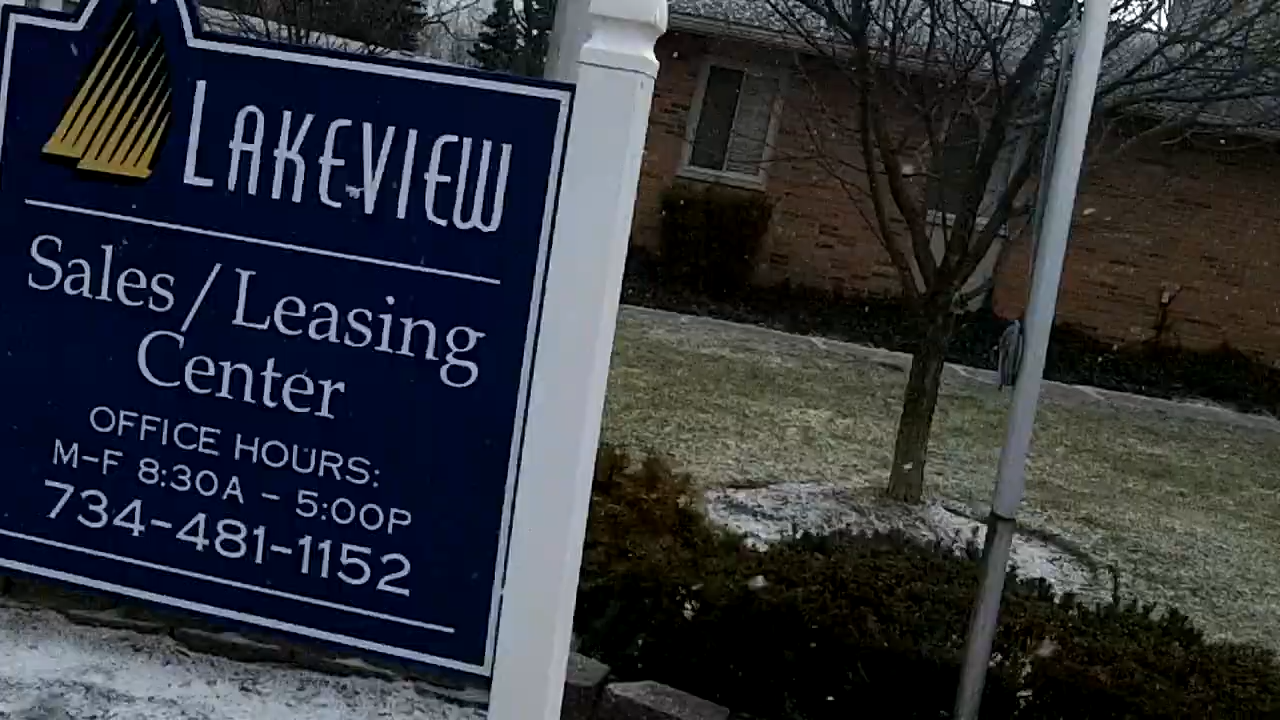 LAKEVIEW
Sales/Leasing
Center
OFFICE HOURS:
M-F 8:30A - 5:00P
734-481-1152